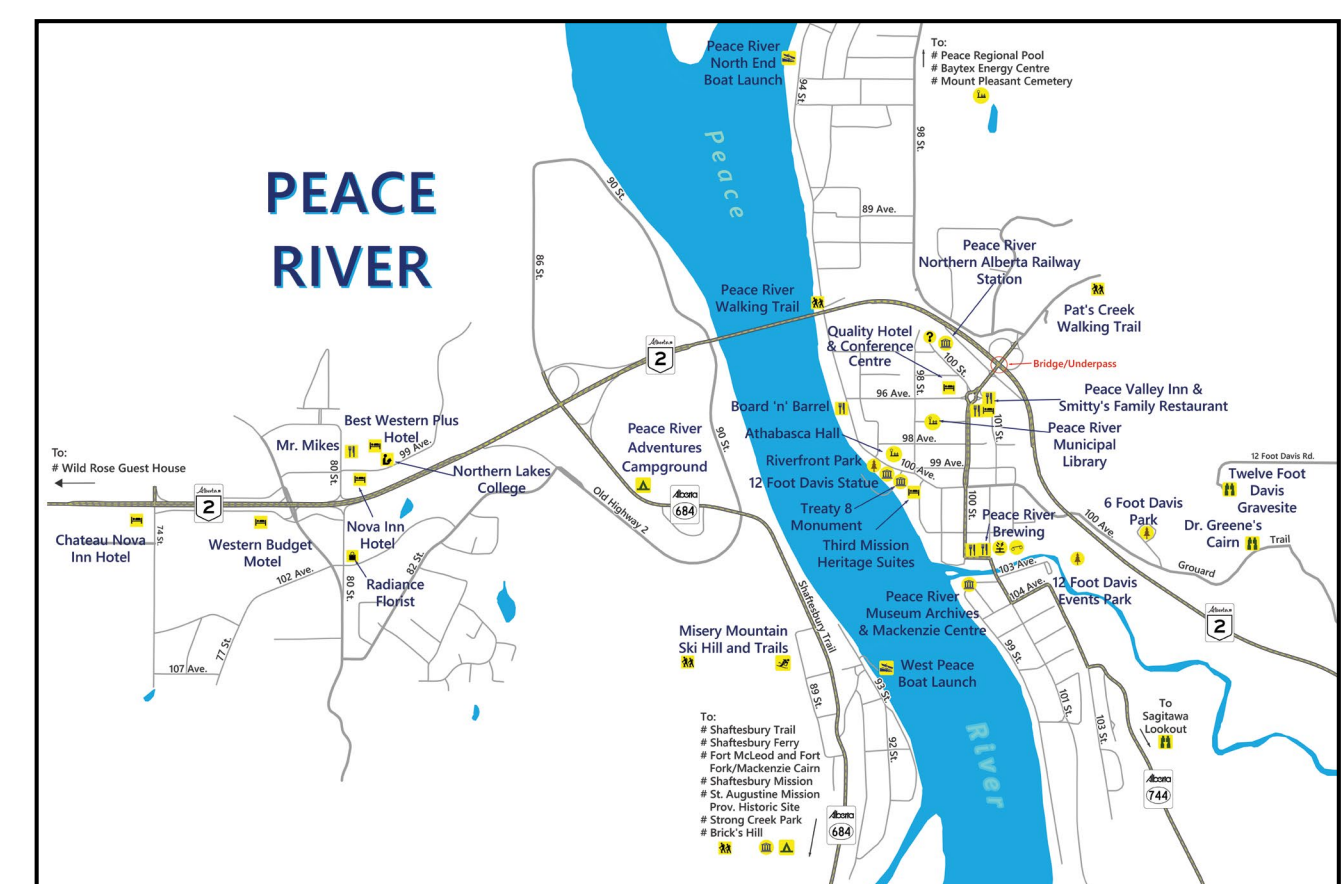 PEACE
RIVER
Peace River
North End
Boat Launch
94 St.
To:
# Peace Regional Pool
# Baytex Energy Centre
# Mount Pleasant Cemetery
98 St.
Peace
90 St.
89 Ave.
86 St.
Peace River
Northern Alberta Railway
Station
Peace River
Walking Trail
Pat's Creek
Walking Trail
Alberta
2
Quality Hotel
& Conference
Centre
?
100 St.
98 St.
Bridge/Underpass
96 Ave.
Peace Valley Inn &
Smitty's Family Restaurant
Board 'n' Barrel
101 St.
Peace River
Municipal
Library
Athabasca Hall
98 Ave.
Best Western Plus
Hotel
Mr. Mikes
99 Ave.
80 St.
Peace River
Adventures
Campground
90 St.
Riverfront Park
100 Ave.
99 Ave.
12 Foot Davis Statue
To:
# Wild Rose Guest House
Northern Lakes
College
12 Foot Davis Rd.
Twelve Foot
Davis
Gravesite
Alberta
2
Old Highway 2
Alberta
684
Treaty 8
Monument
100 St.
Peace River
Brewing
100 Ave.
6 Foot Davis
Park
Dr. Greene's
Cairn
Trail
Grouard
Chateau Nova
Inn Hotel
74 St.
Western Budget
Motel
Nova Inn
Hotel
82 St.
Third Mission
Heritage Suites
102 Ave.
80 St.
Radiance
Florist
103 Ave.
104 Ave.
12 Foot Davis
Events Park
Peace River
Museum Archives
& Mackenzie Centre
Shaftesbury Trail
Alberta
2
77 St.
107 Ave.
Misery Mountain
Ski Hill and Trails
99 St.
West Peace
Boat Launch
89 St.
93 St.
92 St.
101 St.
103 St.
To
Sagitawa
Lookout
River
To:
# Shaftesbury Trail
# Shaftesbury Ferry
# Fort McLeod and Fort
Fork/Mackenzie Cairn
# Shaftesbury Mission
# St. Augustine Mission
Prov. Historic Site
# Strong Creek Park
# Brick's Hill
Alberta
684
Alberta
744